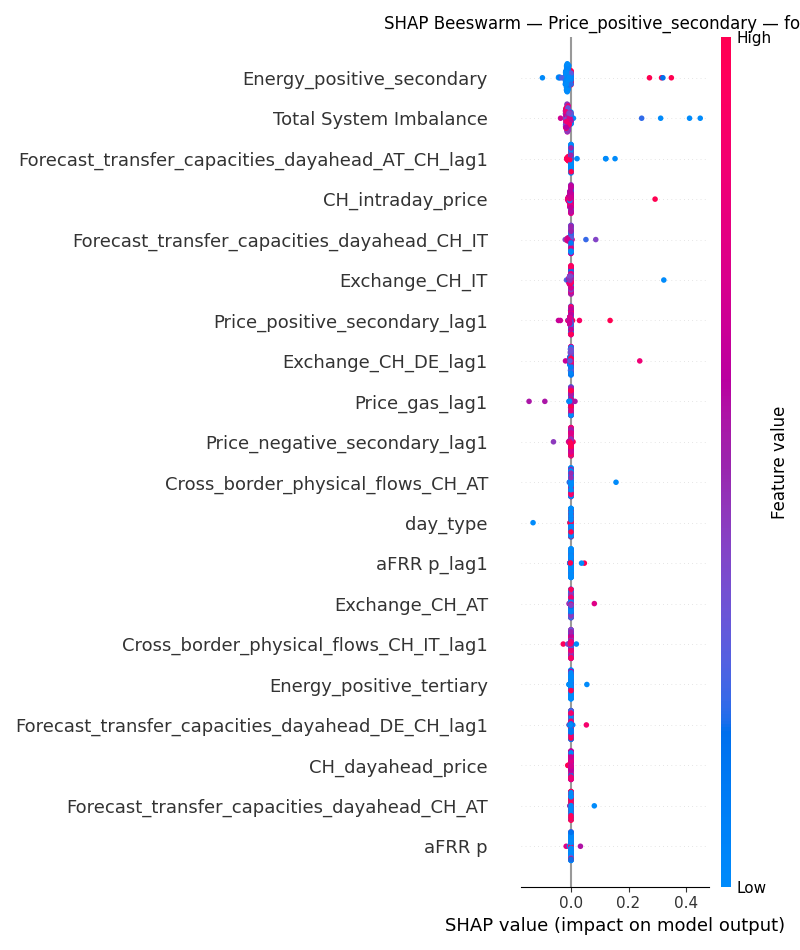 SHAP Beeswarm — Price_positive_secondary — fo
High
Energy_positive_secondary
Total System Imbalance
Forecast_transfer_capacities_dayahead_AT_CH_lag1
CH_intraday_price
Forecast_transfer_capacities_dayahead_CH_IT
Exchange_CH_IT
Price_positive_secondary_lag1
Exchange_CH_DE_lag1
Price_gas_lag1
Price_negative_secondary_lag1
Cross_border_physical_flows_CH_AT
day_type
aFRR p_lag1
Exchange_CH_AT
Cross_border_physical_flows_CH_IT_lag1
Energy_positive_tertiary
Forecast_transfer_capacities_dayahead_DE_CH_lag1
CH_dayahead_price
Forecast_transfer_capacities_dayahead_CH_AT
aFRR p
Feature value
Low
0.0 0.2 0.4
SHAP value (impact on model output)